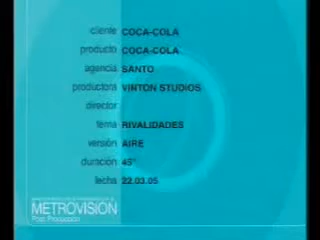 cliente COCA-COLA
producto COCA-COLA
agencia SANTO
productora VINTON STUDIOS
director
tema RIVALIDADES
versión AIRE
duración 45"
fecha 22.03.05
METROVISION
Post Producción